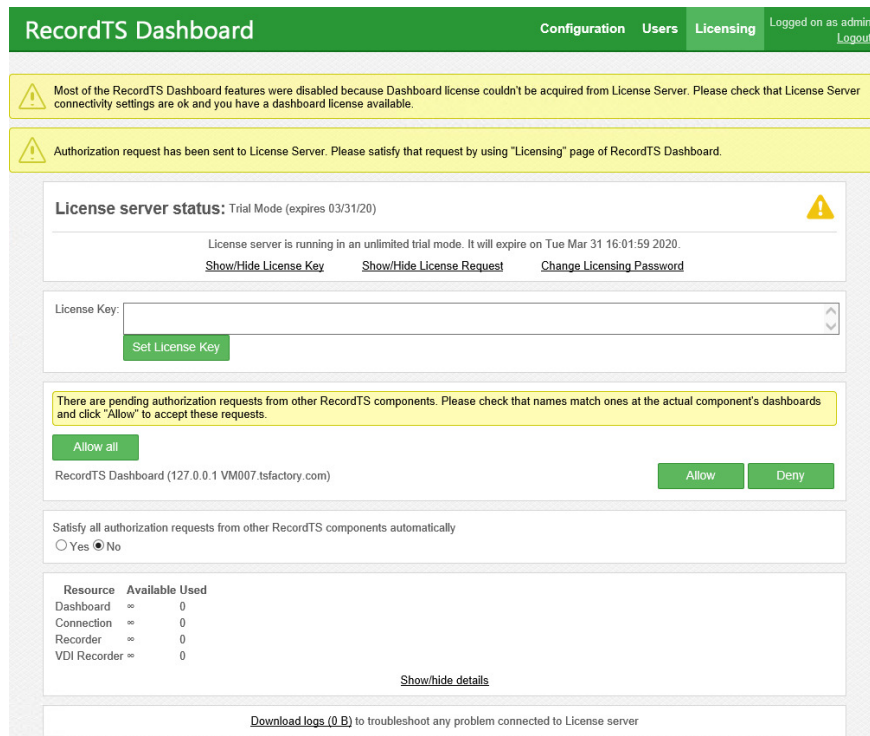 RecordTS Dashboard
Configuration Users Licensing
Logged on as admin
Logout
Most of the RecordTS Dashboard features were disabled because Dashboard license couldn't be acquired from License Server. Please check that License Server
connectivity settings are ok and you have a dashboard license available.
Authorization request has been sent to License Server. Please satisfy that request by using "Licensing" page of RecordTS Dashboard.
License server status: Trial Mode (expires 03/31/20)
License server is running in an unlimited trial mode. It will expire on Tue Mar 31 16:01:59 2020.
Show/Hide License Key Show/Hide License Request Change Licensing Password
License Key:
Set License Key
There are pending authorization requests from other RecordTS components. Please check that names match ones at the actual component's dashboards
and click "Allow" to accept these requests.
Allow all
RecordTS Dashboard (127.0.0.1 VM007.tsfactory.com) Allow Deny
Satisfy all authorization requests from other RecordTS components automatically
Yes No
Resource Available Used
Dashboard ∞ 0
Connection ∞ 0
Recorder ∞ 0
VDI Recorder ∞ 0
Show/hide details
Download logs (0 B) to troubleshoot any problem connected to License server